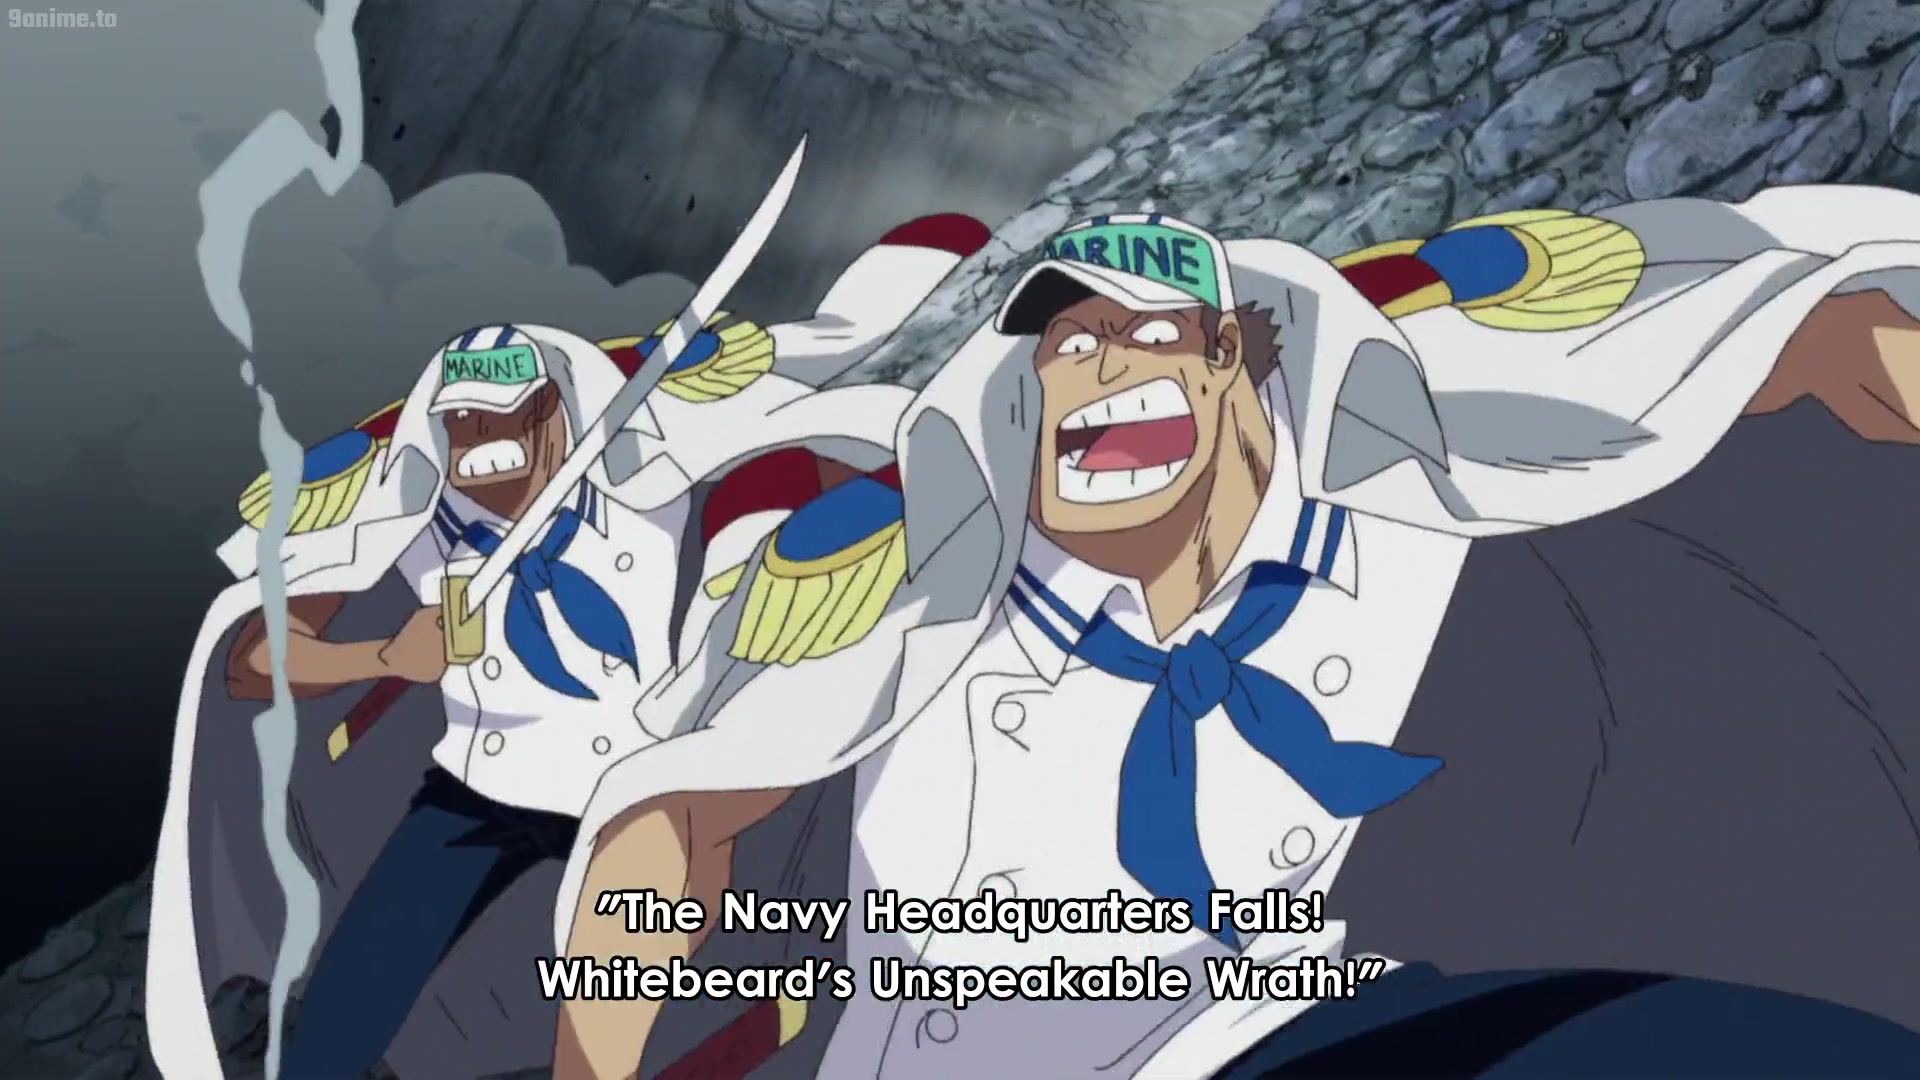 9anime.to
MARINE
MARINE
"The Navy Headquarters Falls!
Whitebeard's Unspeakable Wrath!"